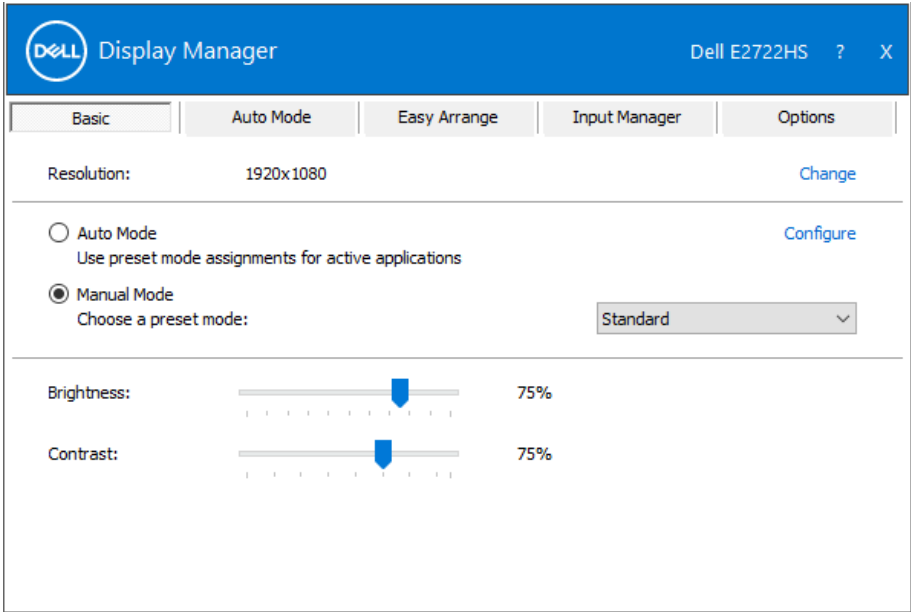 DELL Display Manager Dell E2722HS ? X
Basic Auto Mode Easy Arrange Input Manager Options
Resolution: 1920x1080 Change
Auto Mode Configure
Use preset mode assignments for active applications
Manual Mode
Choose a preset mode: Standard
Brightness: 75%
Contrast: 75%